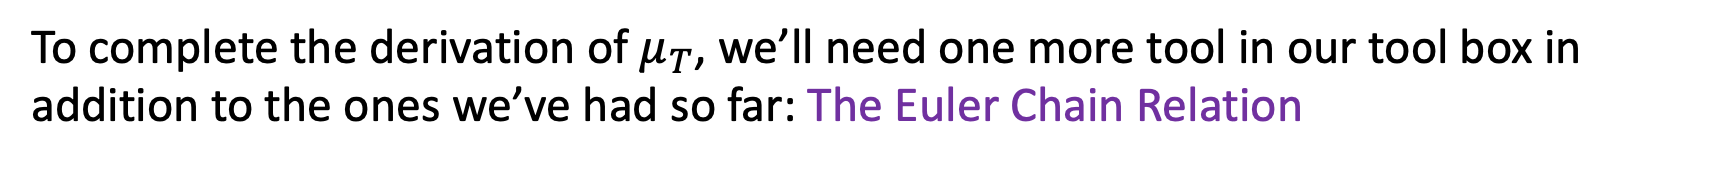 To complete the derivation of μ_T, we’ll need one more tool in our tool box in
addition to the ones we’ve had so far: The Euler Chain Relation